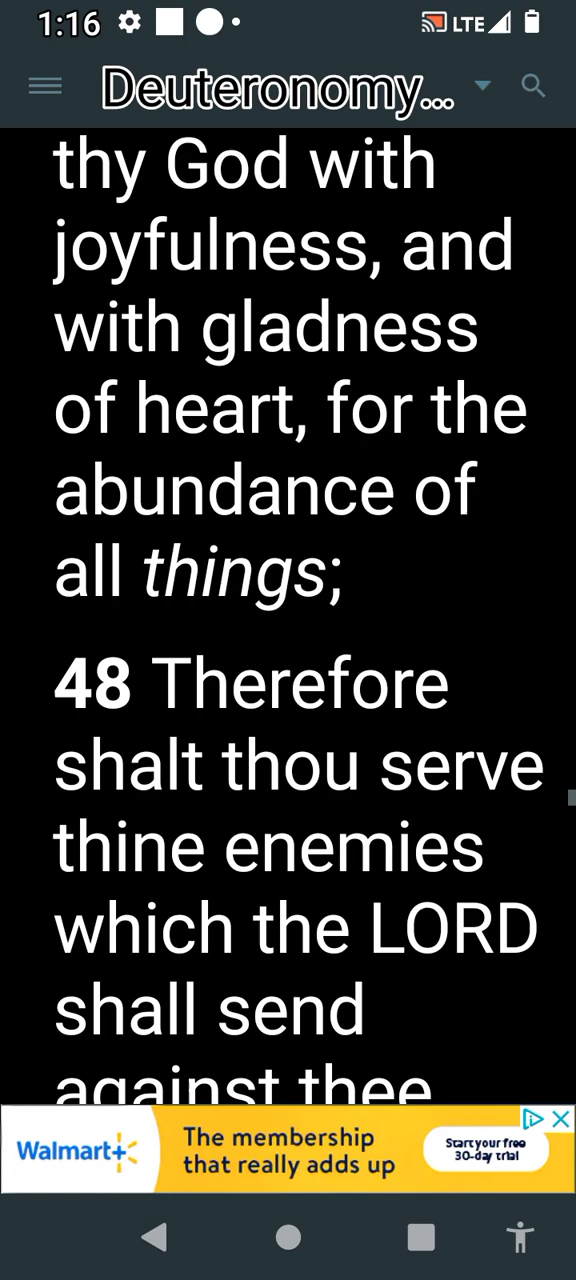 1:16
LTE
Deuteronomy...
thy God with
joyfulness, and
with gladness
of heart, for the
abundance of
all things;
48 Therefore
shalt thou serve
thine enemies
which the LORD
shall send
against thee
Walmart+
The membership
that really adds up
Start your free
30-day trial